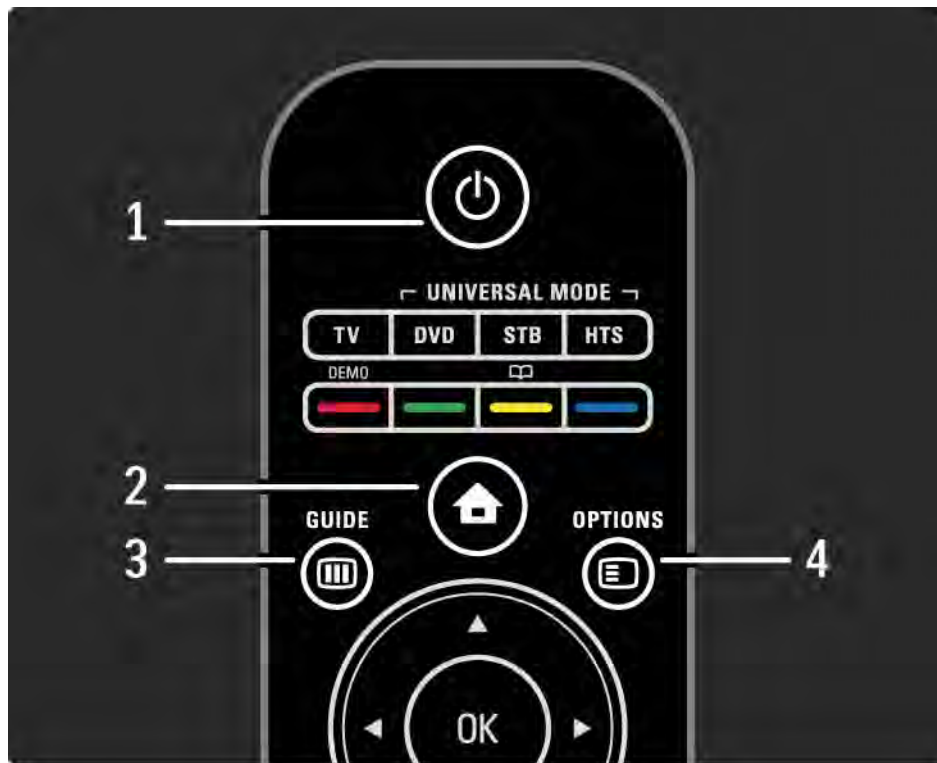 1
UNIVERSAL MODE
TV DVD STB HTS
DEMO
2
GUIDE OPTIONS
3 4
OK